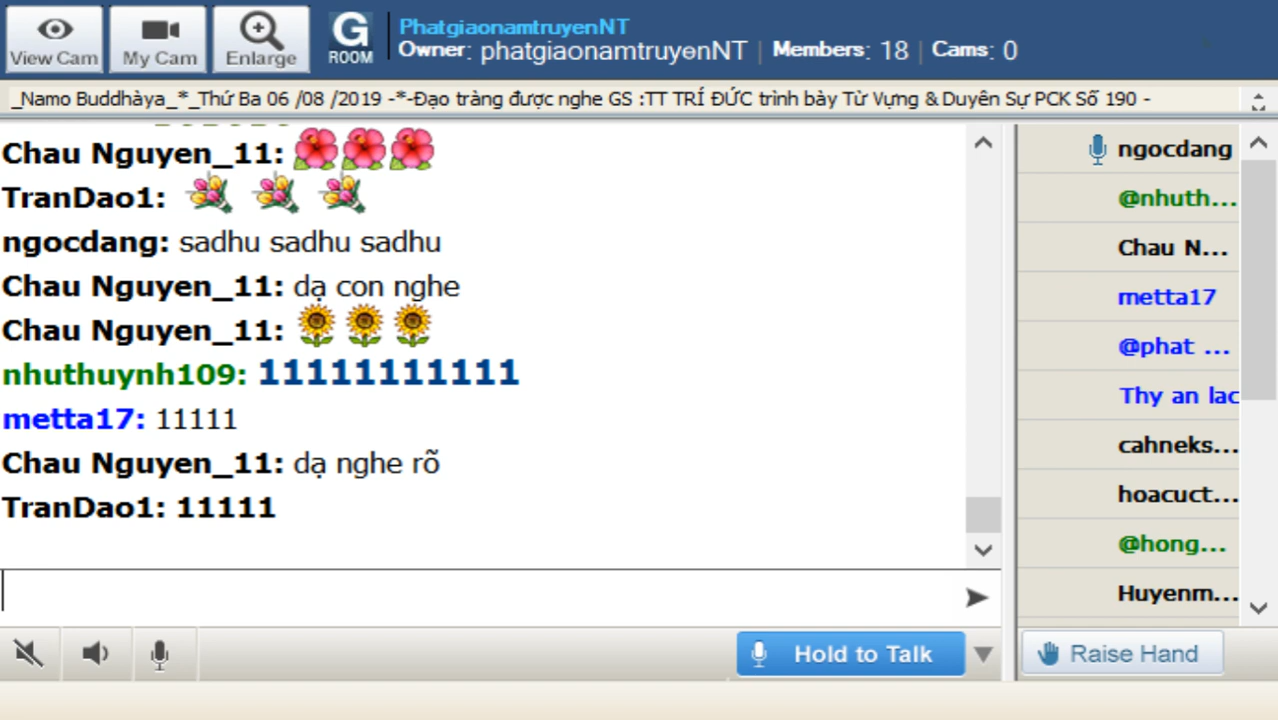 View Cam
My Cam
Enlarge
G
ROOM
PhatgiaonamtruyenNT
Owner: phatgiaonamtruyenNT | Members: 18 | Cams: 0
_Namo Buddhàya_*_Thứ Ba 06 /08 /2019 -*-Đạo tràng được nghe GS :TT TRÍ ĐỨC trình bày Từ Vựng & Duyên Sự PCK Số 190 -
Chau Nguyen_11:
TranDao1:
ngocdang: sadhu sadhu sadhu
Chau Nguyen_11: dạ con nghe
Chau Nguyen_11:
nhuthuynh109: 11111111111
metta17: 11111
Chau Nguyen_11: dạ nghe rõ
TranDao1: 11111
Hold to Talk
ngocdang
@nhuth...
Chau N...
metta17
@phat ...
Thy an lac
cahneks...
hoacuct...
@hong...
Huyenm...
Raise Hand